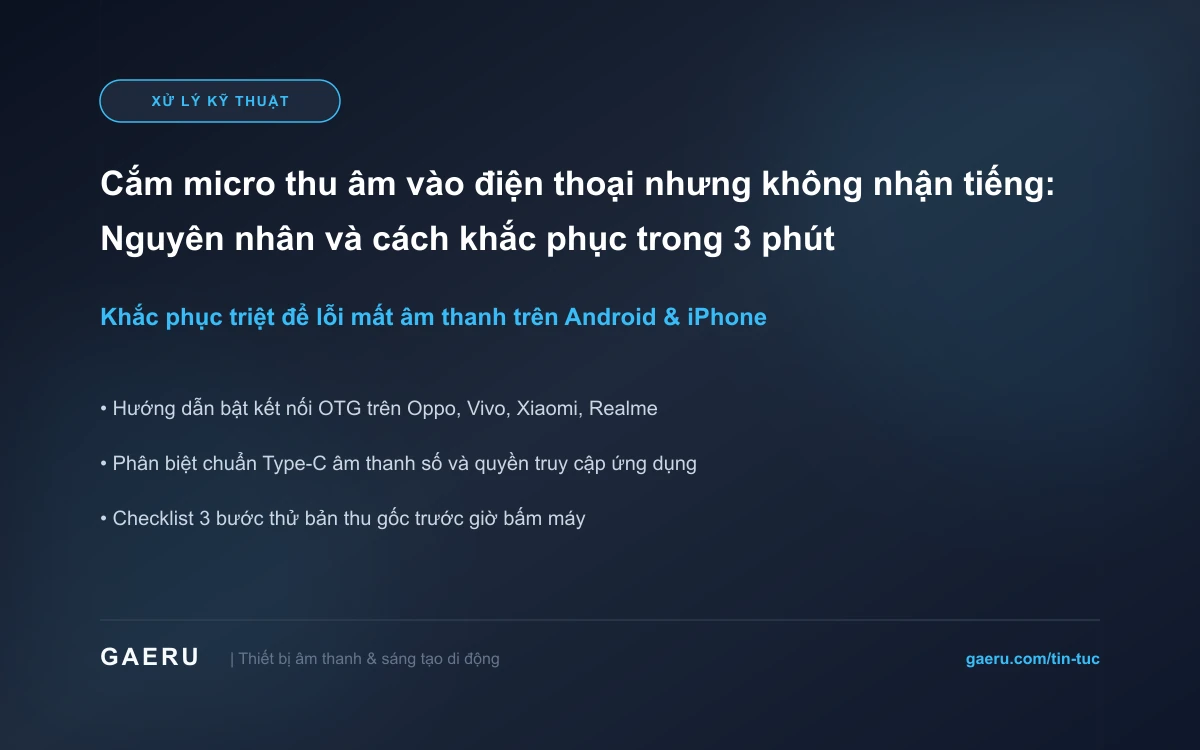 XỬ LÝ KỸ THUẬT
Cắm micro thu âm vào điện thoại nhưng không nhận tiếng:
Nguyên nhân và cách khắc phục trong 3 phút
Khắc phục triệt để lỗi mất âm thanh trên Android & iPhone
• Hướng dẫn bật kết nối OTG trên Oppo, Vivo, Xiaomi, Realme
• Phân biệt chuẩn Type-C âm thanh số và quyền truy cập ứng dụng
• Checklist 3 bước thử bản thu gốc trước giờ bấm máy
GAERU | Thiết bị âm thanh & sáng tạo di động
gaeru.com/tin-tuc